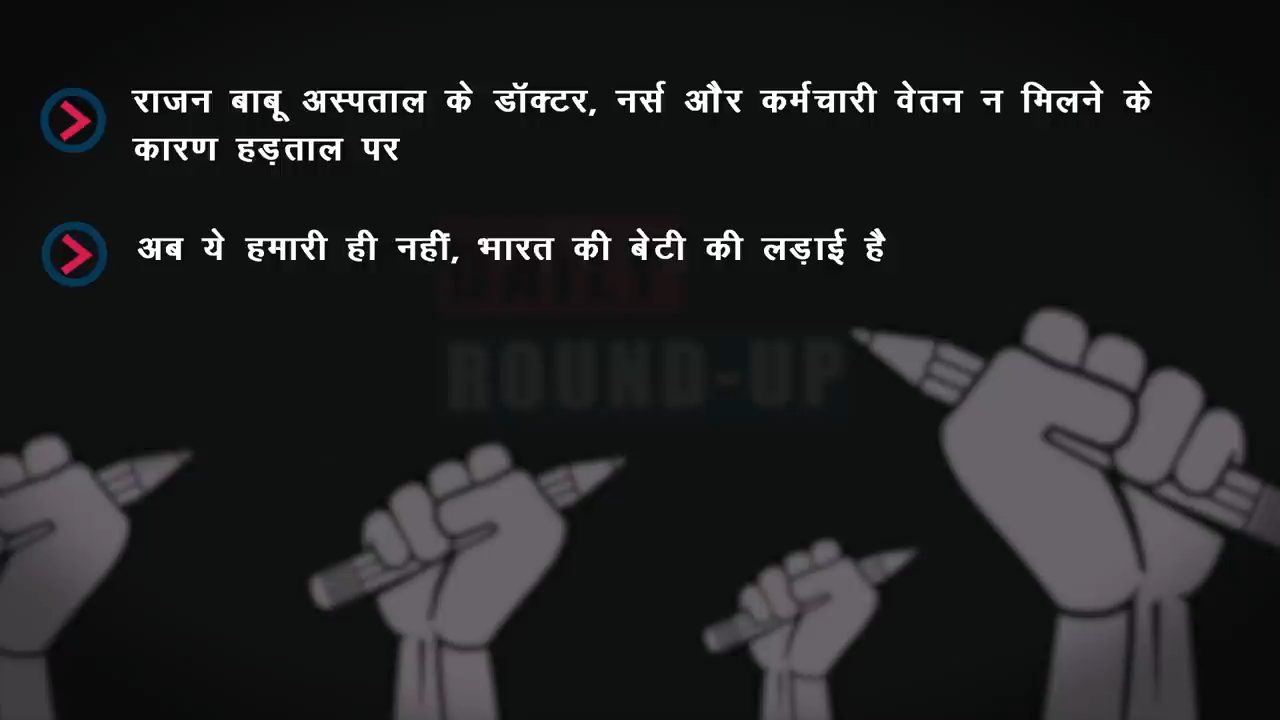 राजन बाबू अस्पताल के डॉक्टर, नर्स और कर्मचारी वेतन न मिलने के
कारण हड़ताल पर
अब ये हमारी ही नहीं, भारत की बेटी की लड़ाई है
DAILY
ROUND-UP